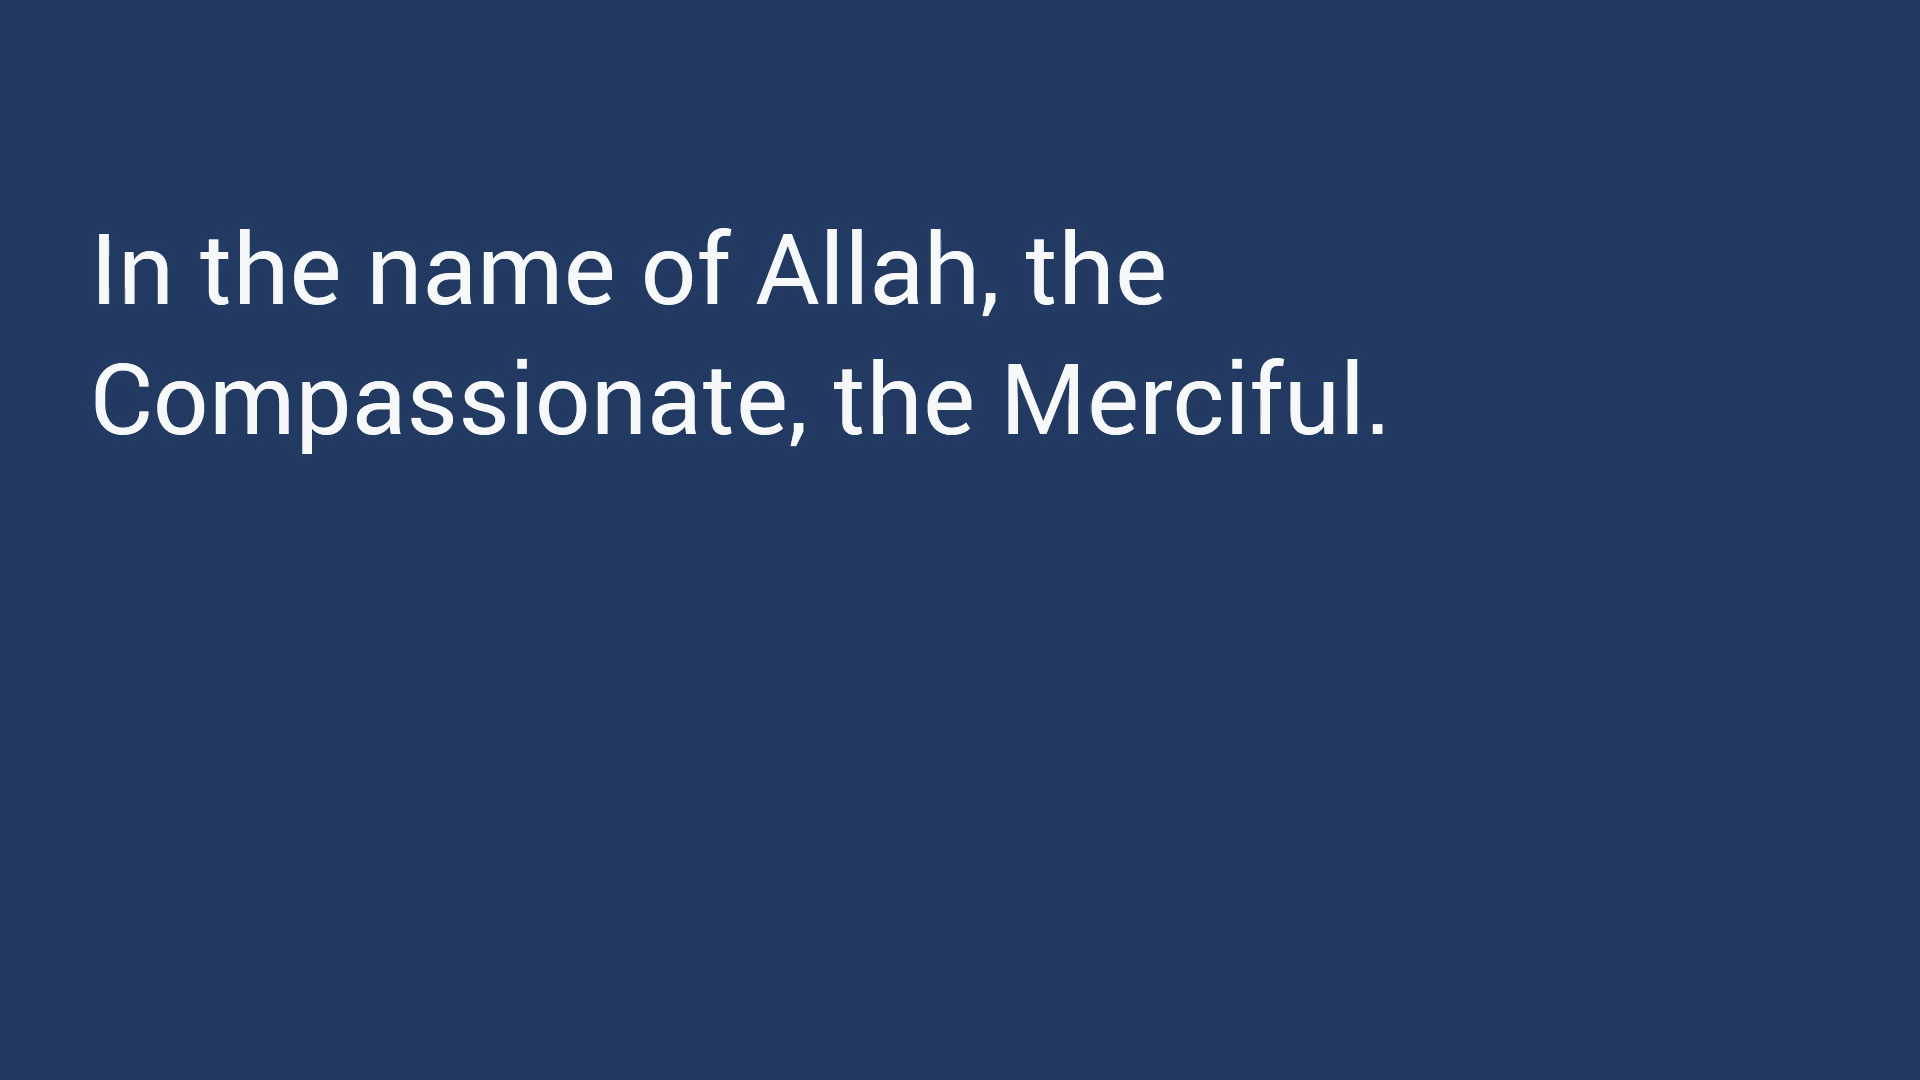 In the name of Allah, the
Compassionate, the Merciful.